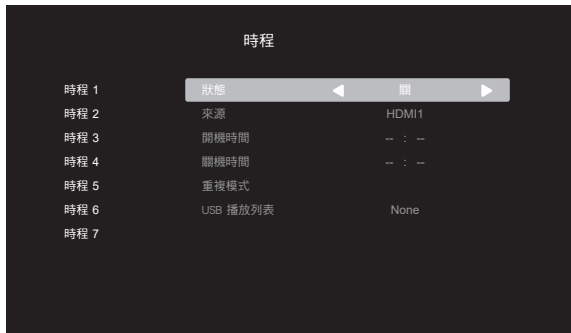 時程
時程 1 狀態 關
時程 2 來源 HDMI1
時程 3 開機時間 -- : --
時程 4 關機時間 -- : --
時程 5 重複模式
時程 6 USB 播放列表 None
時程 7